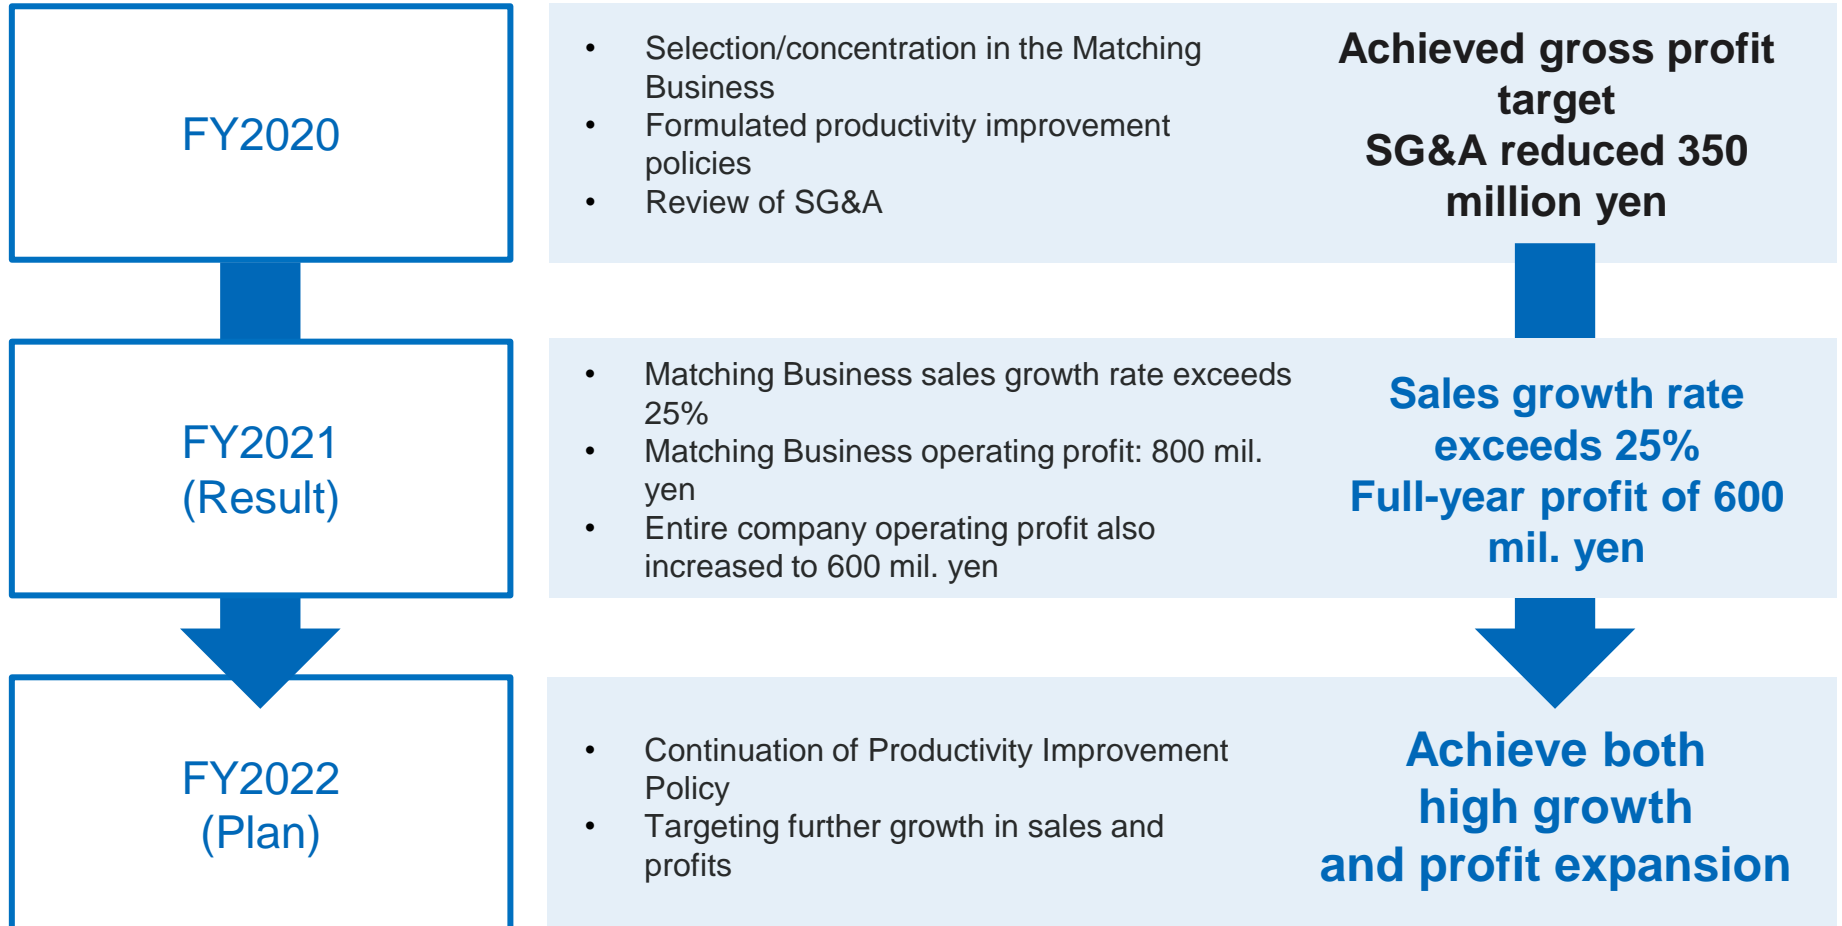 FY2020
• Selection/concentration in the Matching
Business
• Formulated productivity improvement
policies
• Review of SG&A
Achieved gross profit
target
SG&A reduced 350
million yen
FY2021
(Result)
• Matching Business sales growth rate exceeds
25%
• Matching Business operating profit: 800 mil.
yen
• Entire company operating profit also
increased to 600 mil. yen
Sales growth rate
exceeds 25%
Full-year profit of 600
mil. yen
FY2022
(Plan)
• Continuation of Productivity Improvement
Policy
• Targeting further growth in sales and
profits
Achieve both
high growth
and profit expansion